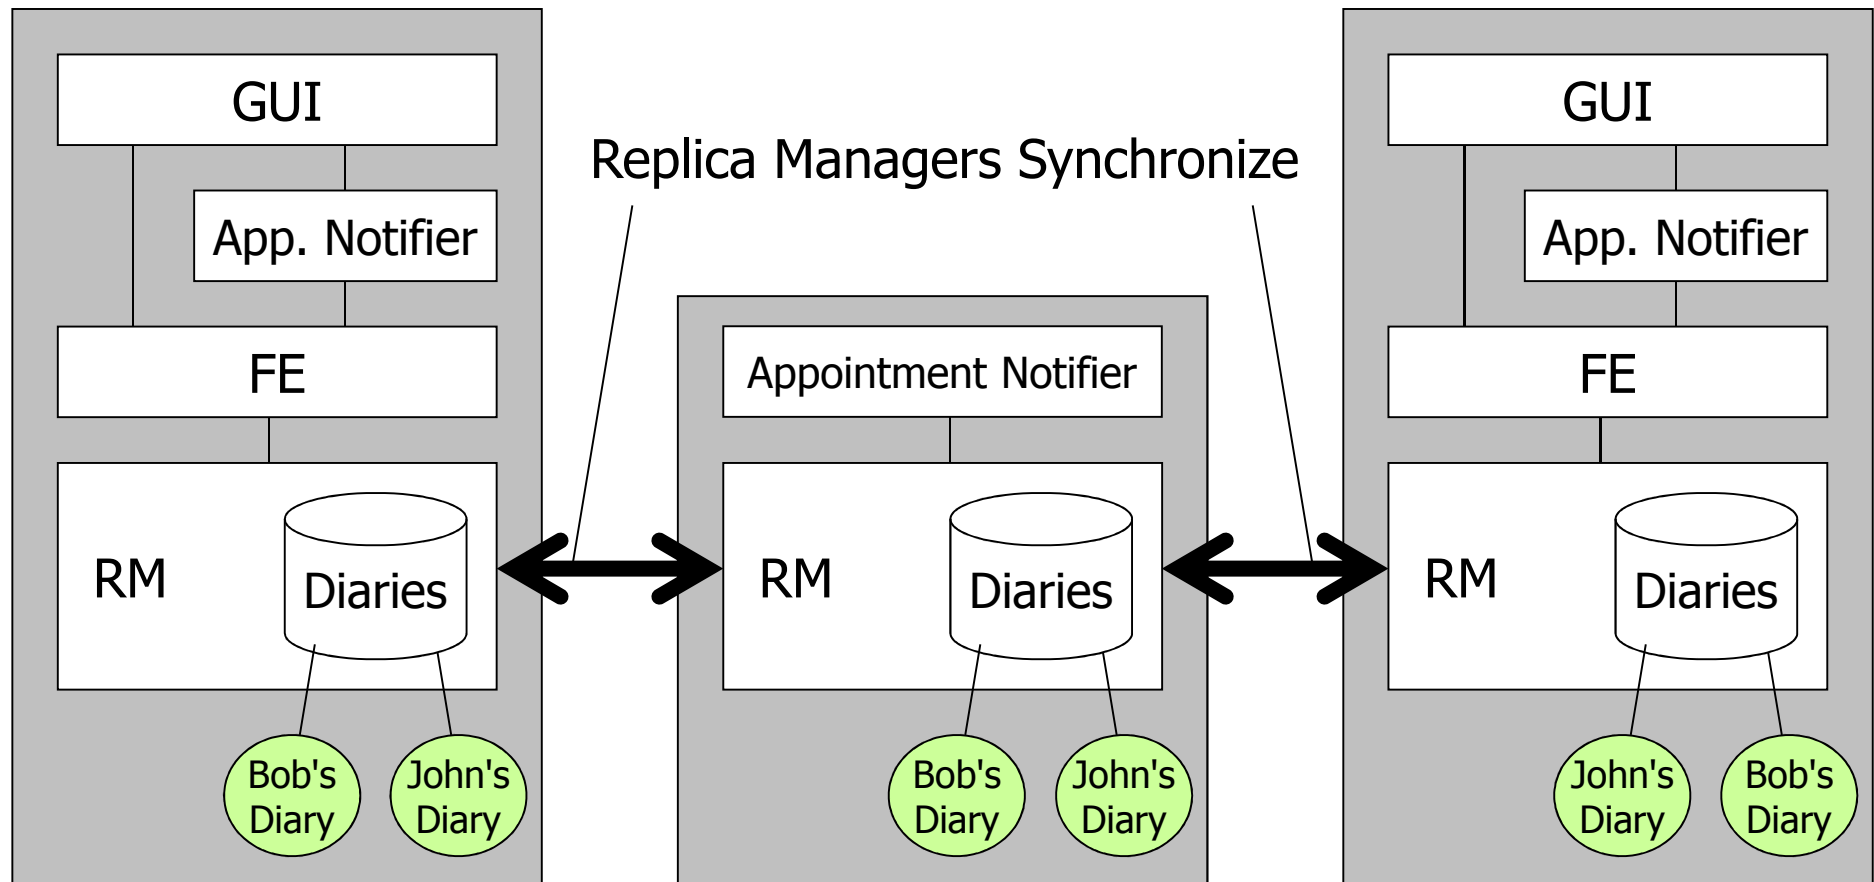 GUI
App. Notifier
FE
RM
Diaries
Bob's
Diary
John's
Diary
Replica Managers Synchronize
Appointment Notifier
RM
Diaries
Bob's
Diary
John's
Diary
GUI
App. Notifier
FE
RM
Diaries
John's
Diary
Bob's
Diary